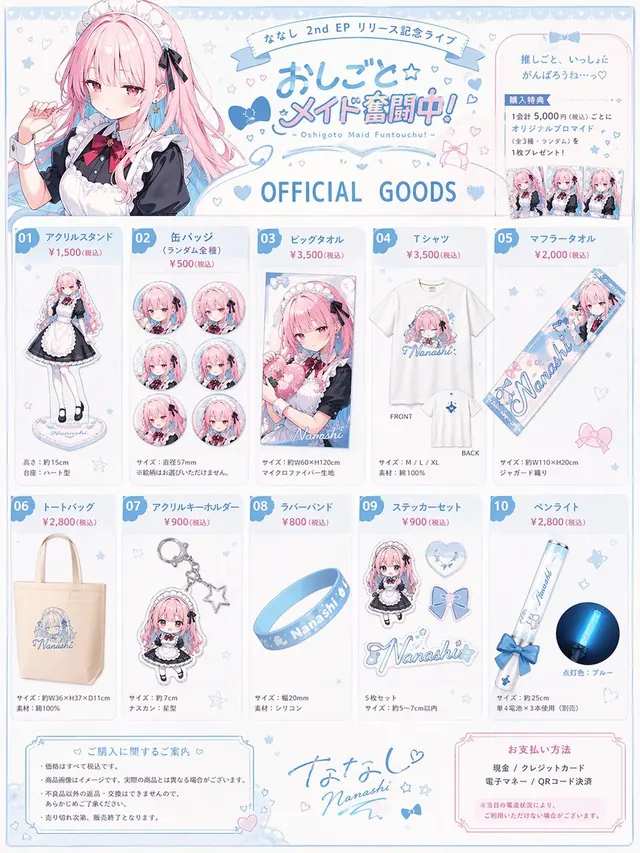 ななし 2nd EP リリース記念ライブ
おしごと☆
メイド奮闘中!
– Oshigoto Maid Funtouchu! –
OFFICIAL GOODS
推しごと、いっしょに
がんばろうね…っ♡
購入特典
1会計 5,000円(税込)ごとに
オリジナルブロマイド
(全3種・ランダム)を
1枚プレゼント!
01 アクリルスタンド
¥1,500(税込)
Nanashi
高さ:約15cm
台座:ハート型
02 缶バッジ
(ランダム全種)
¥500(税込)
サイズ:直径57mm
※絵柄はお選びいただけません。
03 ビッグタオル
¥3,500(税込)
Nanashi
サイズ:約W60×H120cm
マイクロファイバー生地
04 Tシャツ
¥3,500(税込)
Nanashi
FRONT
BACK
サイズ:M / L / XL
素材:綿100%
05 マフラータオル
¥2,000(税込)
Nanashi
サイズ:約W110×H20cm
ジャガード織り
06 トートバッグ
¥2,800(税込)
Nanashi
サイズ:約W36×H37×D11cm
素材:綿100%
07 アクリルキーホルダー
¥900(税込)
サイズ:約7cm
ナスカン:星型
08 ラバーバンド
¥800(税込)
Nanashi
サイズ:幅20mm
素材:シリコン
09 ステッカーセット
¥900(税込)
Nanashi
5枚セット
サイズ:約5〜7cm以内
10 ペンライト
¥2,800(税込)
点灯色:ブルー
サイズ:約25cm
単4電池×3本使用(別売)
♡ ご購入に関するご案内 ♡
・価格はすべて税込です。
・商品画像はイメージです。実際の商品とは異なる場合がございます。
・不良品以外の返品・交換はできませんので、
あらかじめご了承ください。
・売り切れ次第、販売終了となります。
ななし♡
Nanashi
お支払い方法
現金 / クレジットカード
電子マネー / QRコード決済
※当日の電波状況により、
ご利用いただけない場合がございます。